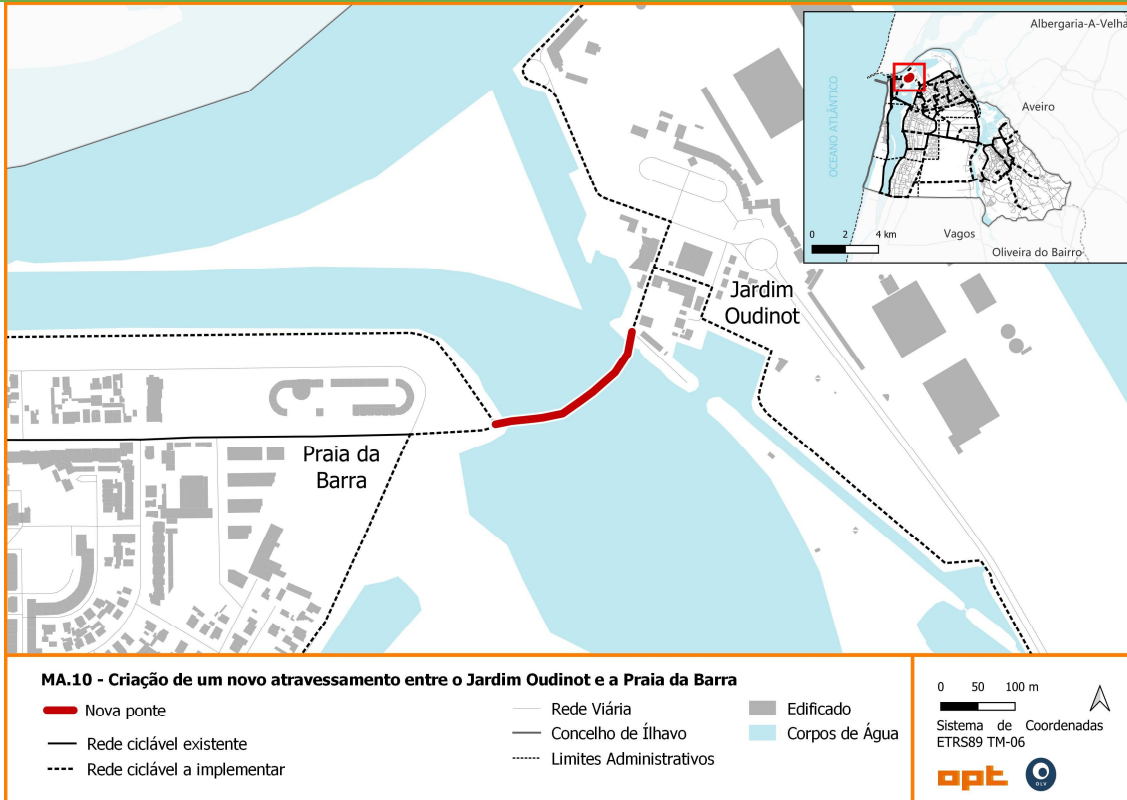 Albergaria-A-Velha
Aveiro
OCEANO ATLÂNTICO
0 2 4 km
Vagos
Oliveira do Bairro
Jardim
Oudinot
Praia da
Barra
MA.10 - Criação de um novo atravessamento entre o Jardim Oudinot e a Praia da Barra
Nova ponte
Rede ciclável existente
Rede ciclável a implementar
Rede Viária
Concelho de Ílhavo
Limites Administrativos
Edificado
Corpos de Água
0 50 100 m
Sistema de Coordenadas
ETRS89 TM-06
opt
OLV